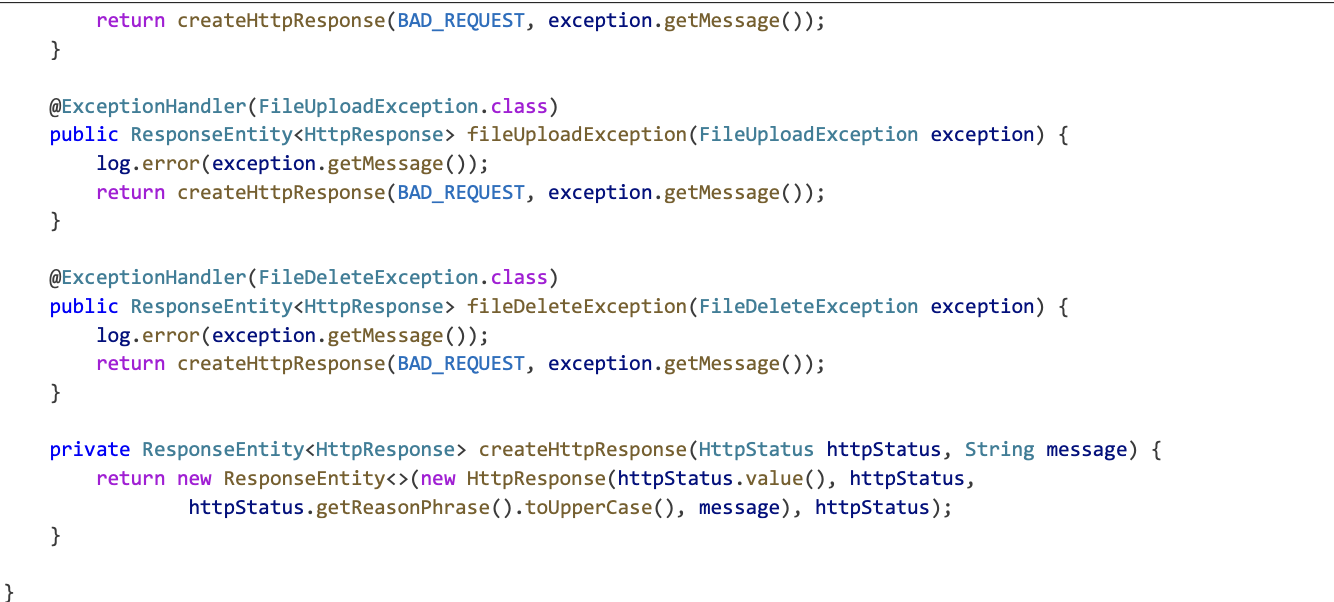 return createHttpResponse(BAD_REQUEST, exception.getMessage());
}
@ExceptionHandler(FileUploadException.class)
public ResponseEntity<HttpResponse> fileUploadException(FileUploadException exception) {
log.error(exception.getMessage());
return createHttpResponse(BAD_REQUEST, exception.getMessage());
}
@ExceptionHandler(FileDeleteException.class)
public ResponseEntity<HttpResponse> fileDeleteException(FileDeleteException exception) {
log.error(exception.getMessage());
return createHttpResponse(BAD_REQUEST, exception.getMessage());
}
private ResponseEntity<HttpResponse> createHttpResponse(HttpStatus httpStatus, String message) {
return new ResponseEntity<>(new HttpResponse(httpStatus.value(), httpStatus,
httpStatus.getReasonPhrase().toUpperCase(), message), httpStatus);
}
}